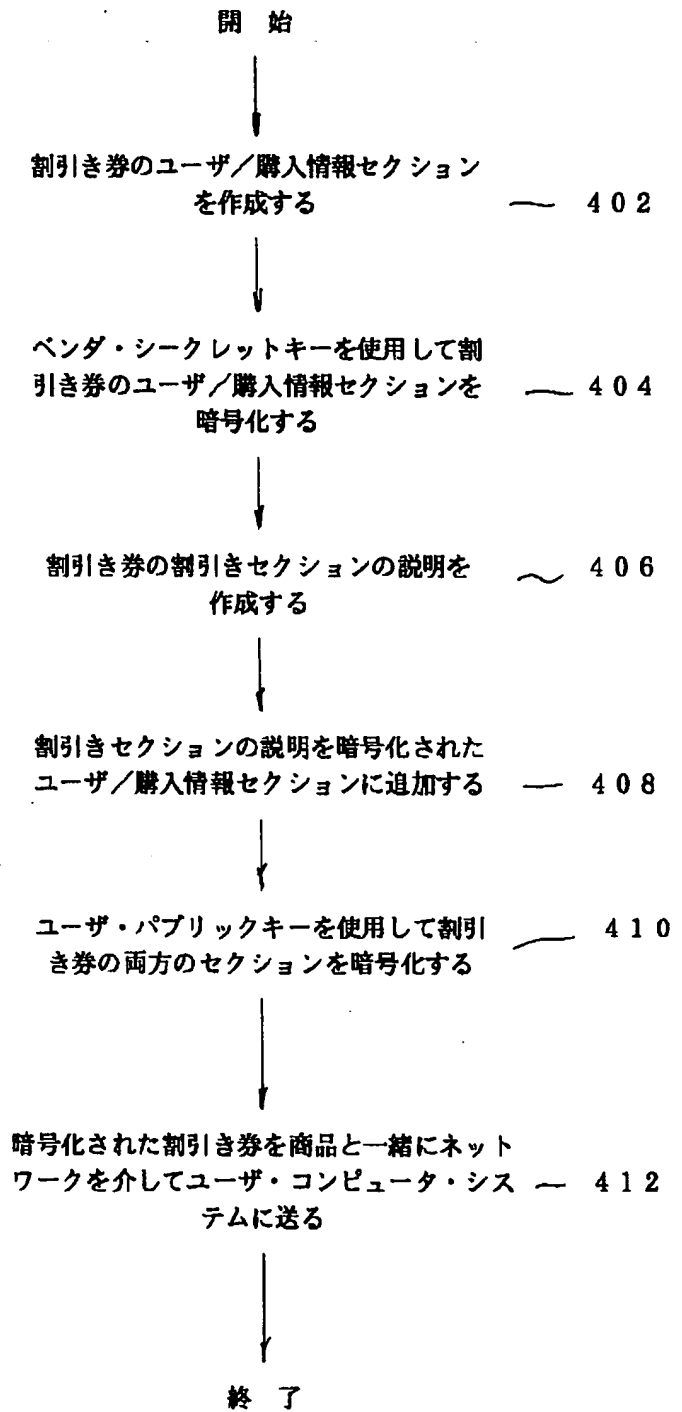 開 始
割引き券のユーザ／購入情報セクション
を作成する 402
ベンダ・シークレットキーを使用して割
引き券のユーザ／購入情報セクションを 404
暗号化する
割引き券の割引きセクションの説明を 406
作成する
割引きセクションの説明を暗号化された
ユーザ／購入情報セクションに追加する 408
ユーザ・パブリックキーを使用して割引 410
き券の両方のセクションを暗号化する
暗号化された割引き券を商品と一緒にネット
ワークを介してユーザ・コンピュータ・シス 412
テムに送る
終 了